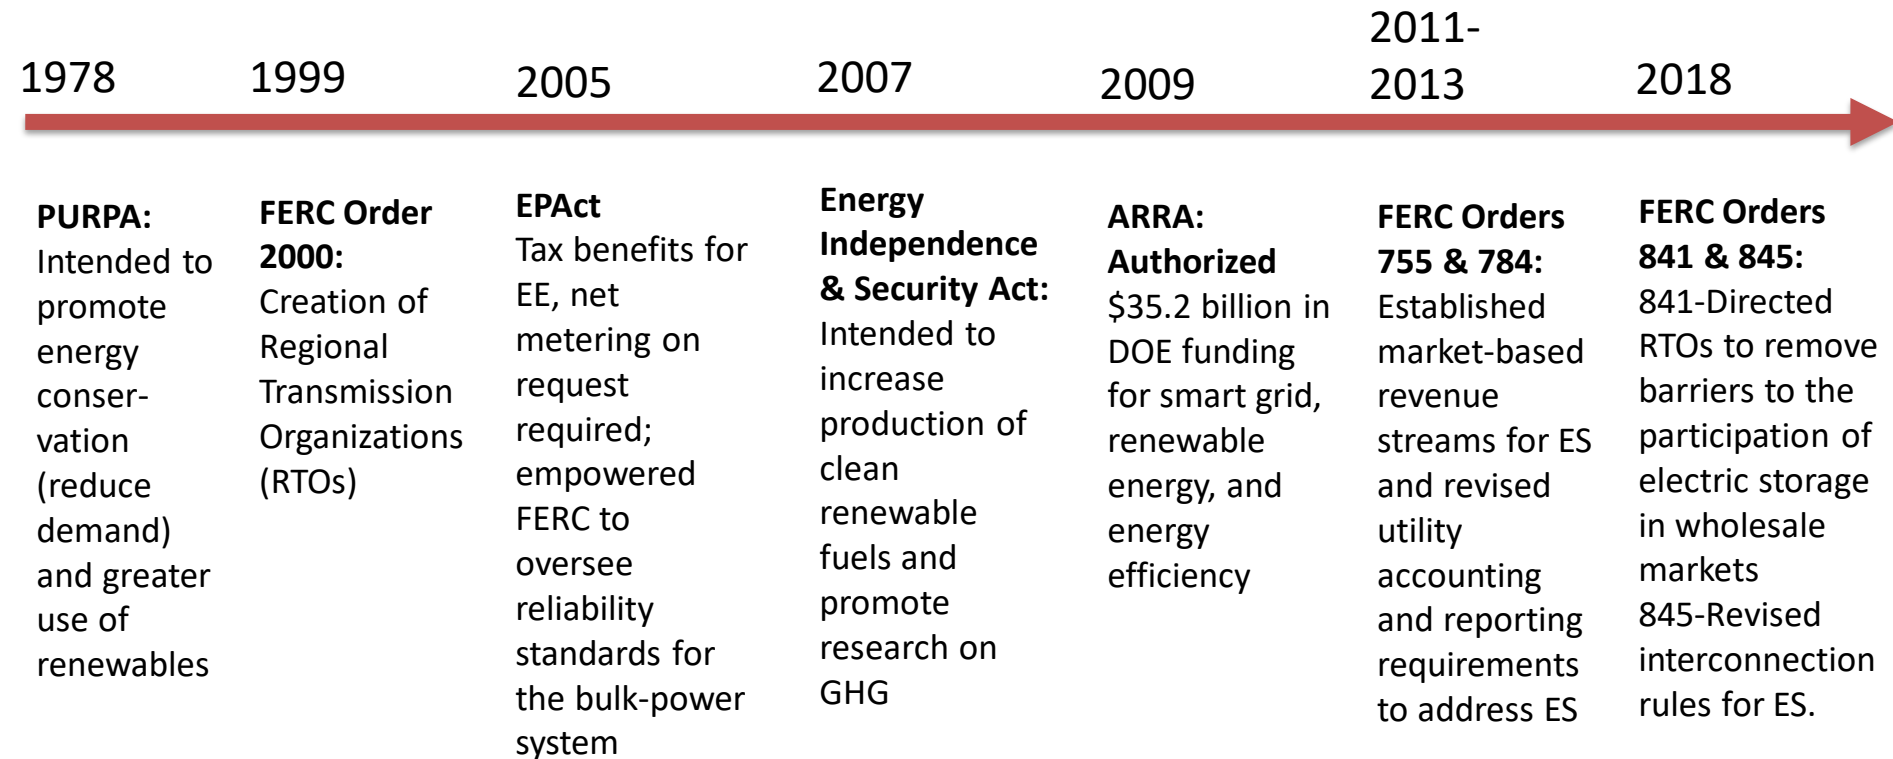 1978
1999
2005
2007
2009
2011-
2013
2018
PURPA:
Intended to
promote
energy
conser-
vation
(reduce
demand)
and greater
use of
renewables
FERC Order
2000:
Creation of
Regional
Transmission
Organizations
(RTOs)
EPAct
Tax benefits for
EE, net
metering on
request
required;
empowered
FERC to
oversee
reliability
standards for
the bulk-power
system
Energy
Independence
& Security Act:
Intended to
increase
production of
clean
renewable
fuels and
promote
research on
GHG
ARRA:
Authorized
$35.2 billion in
DOE funding
for smart grid,
renewable
energy, and
energy
efficiency
FERC Orders
755 & 784:
Established
market-based
revenue
streams for ES
and revised
utility
accounting
and reporting
requirements
to address ES
FERC Orders
841 & 845:
841-Directed
RTOs to remove
barriers to the
participation of
electric storage
in wholesale
markets
845-Revised
interconnection
rules for ES.